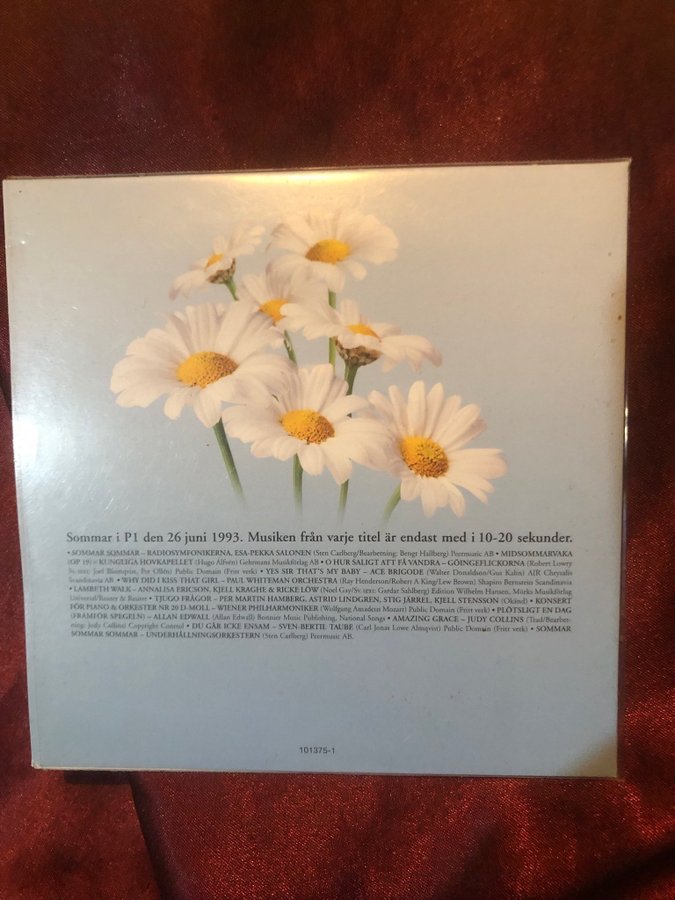 Sommar i P1 den 26 juni 1993. Musiken från varje titel är endast med i 10-20 sekunder.
• SOMMAR SOMMAR – RADIOSYMFONIKERNA, ESA-PEKKA SALONEN (Sten Carlberg/Bearbetning: Bengt Hallberg) Peermusic AB • MIDSOMMARVAKA
(OP 19) – KUNGLIGA HOVKAPELLET (Hugo Alfvén) Gehrmans Musikförlag AB • O HUR SALIGT ATT FÅ VANDRA – GÖINGEFLICKORNA (Robert Lowry
Sv. text: Joel Blomqvist, Per Ollén) Public Domain (Fritt verk) • YES SIR THAT'S MY BABY – ACE BRIGODE (Walter Donaldson/Gus Kahn) AIR Chrysalis
Scandinavia AB • WHY DID I KISS THAT GIRL – PAUL WHITEMAN ORCHESTRA (Ray Henderson/Robert A King/Lew Brown) Shapiro Bernstein Scandinavia
• LAMBETH WALK – ANNALISA ERICSON, KJELL KRAGHE & RICKE LÖW (Noel Gay/Sv. text: Gardar Sahlberg) Edition Wilhelm Hansen, Mörks Musikförlag
Universal/Reuter & Reuter • TJUGO FRÅGOR – PER MARTIN HAMBERG, ASTRID LINDGREN, STIG JÄRREL, KJELL STENSSON (Okänd) • KONSERT
FÖR PIANO & ORKESTER NR 20 D-MOLL – WIENER PHILHARMONIKER (Wolfgang Amadeus Mozart) Public Domain (Fritt verk) • PLÖTSLIGT EN DAG
(FRAMFÖR SPEGELN) – ALLAN EDWALL (Allan Edwall) Bonnier Music Publishing, National Songs • AMAZING GRACE – JUDY COLLINS (Trad/Bearbet-
ning: Judy Collins) Copyright Control • DU GÅR ICKE ENSAM – SVEN-BERTIL TAUBE (Carl Jonas Lowe Almqvist) Public Domain (Fritt verk) • SOMMAR
SOMMAR SOMMAR – UNDERHÅLLNINGSORKESTERN (Sten Carlberg) Peermusic AB.
101375-1